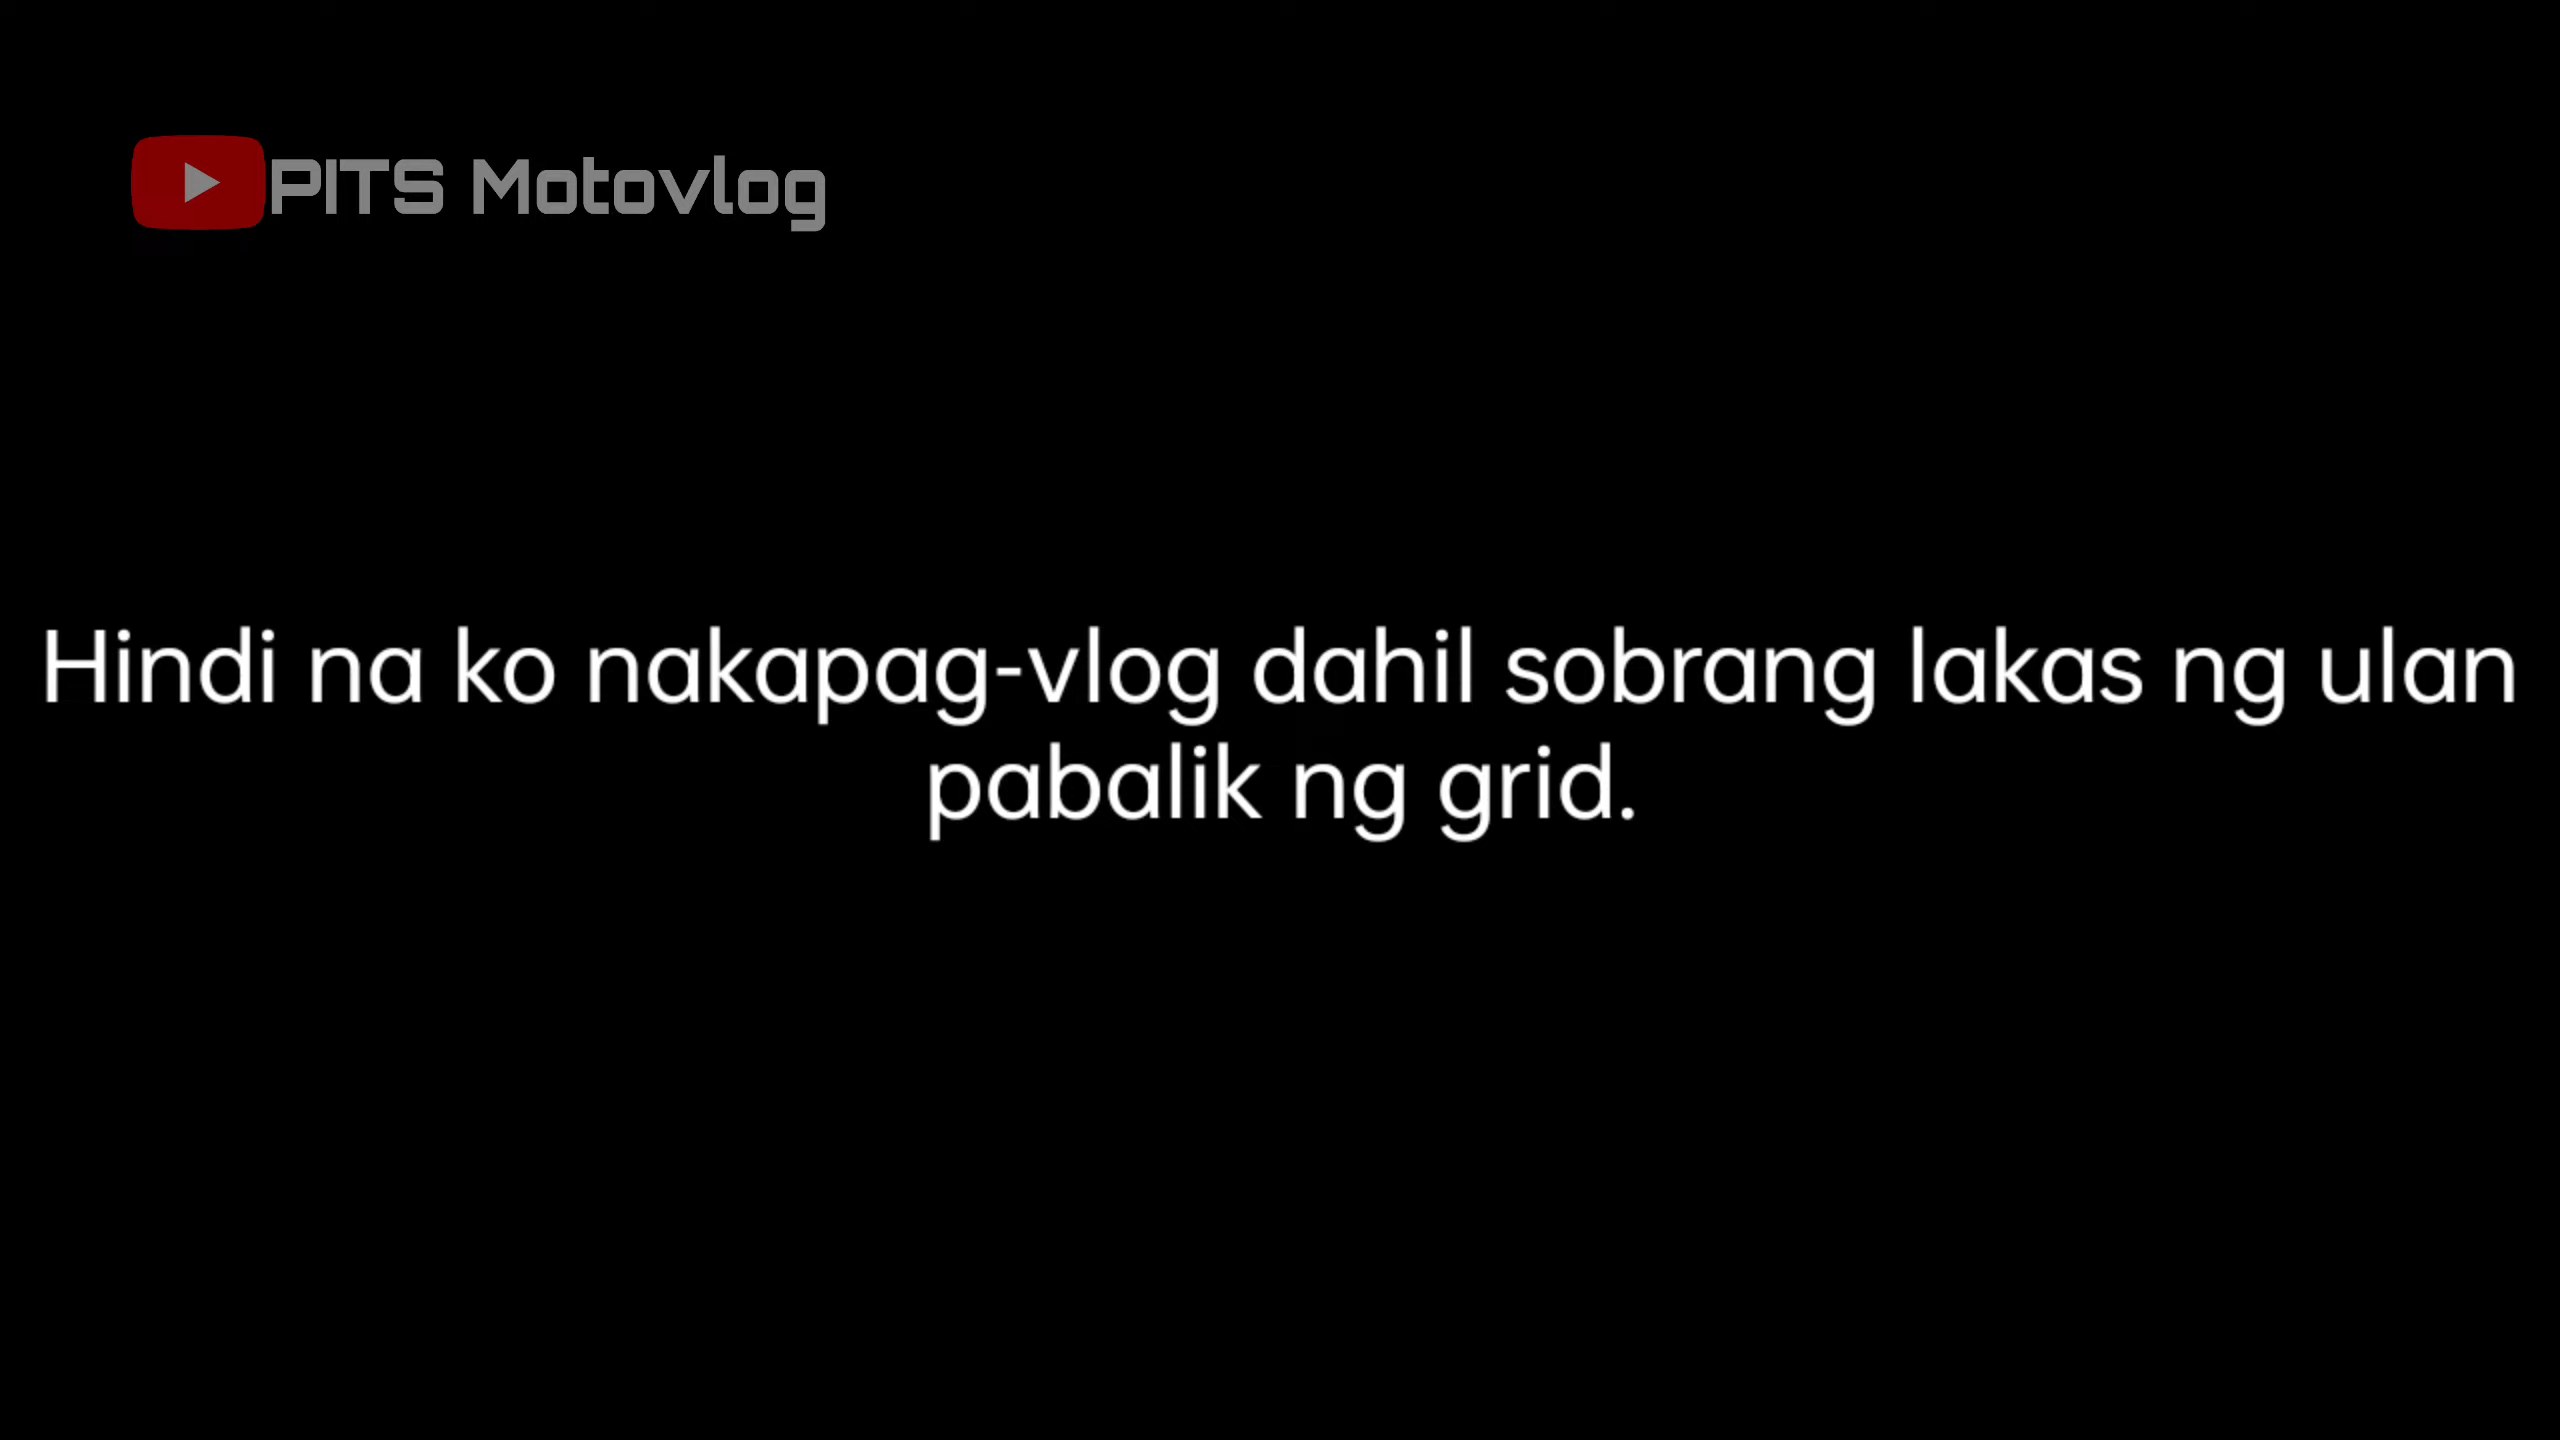 PITS Motovlog
Hindi na ko nakapag-vlog dahil sobrang lakas ng ulan
pabalik ng grid.